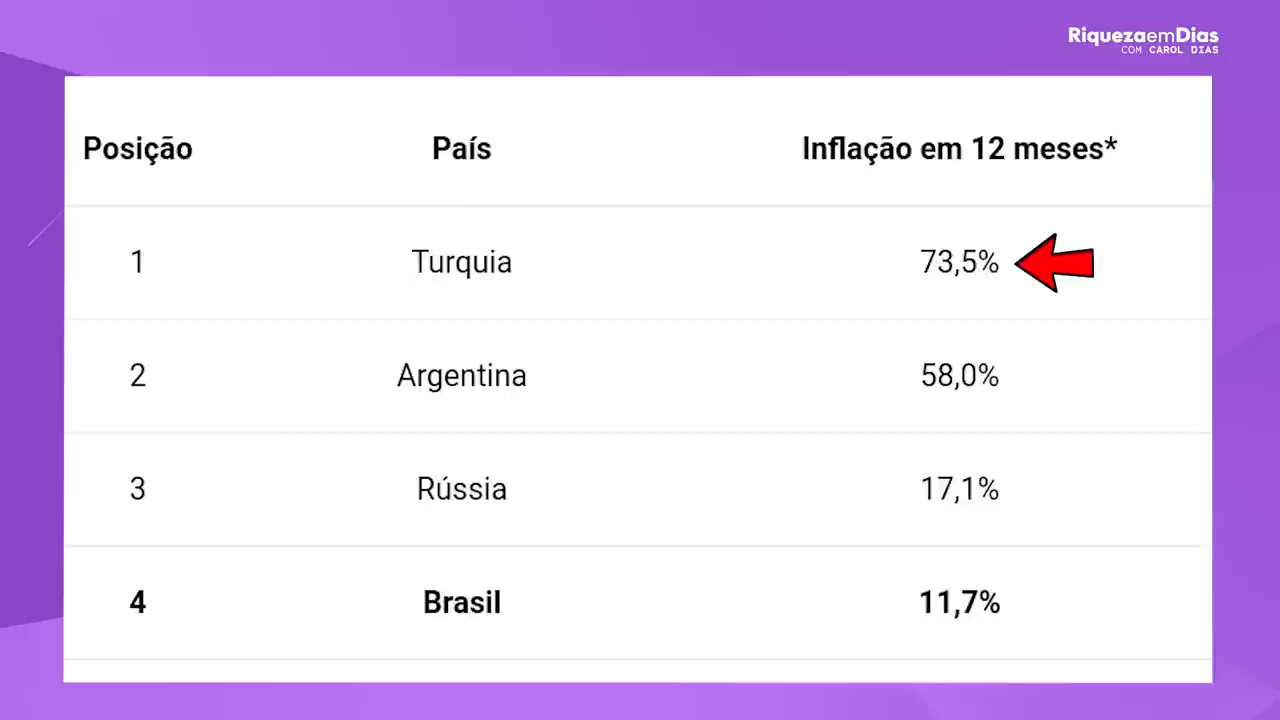 RiquezaemDias
COM CAROL DIAS
Posição País Inflação em 12 meses*
1 Turquia 73,5%
2 Argentina 58,0%
3 Rússia 17,1%
4 Brasil 11,7%